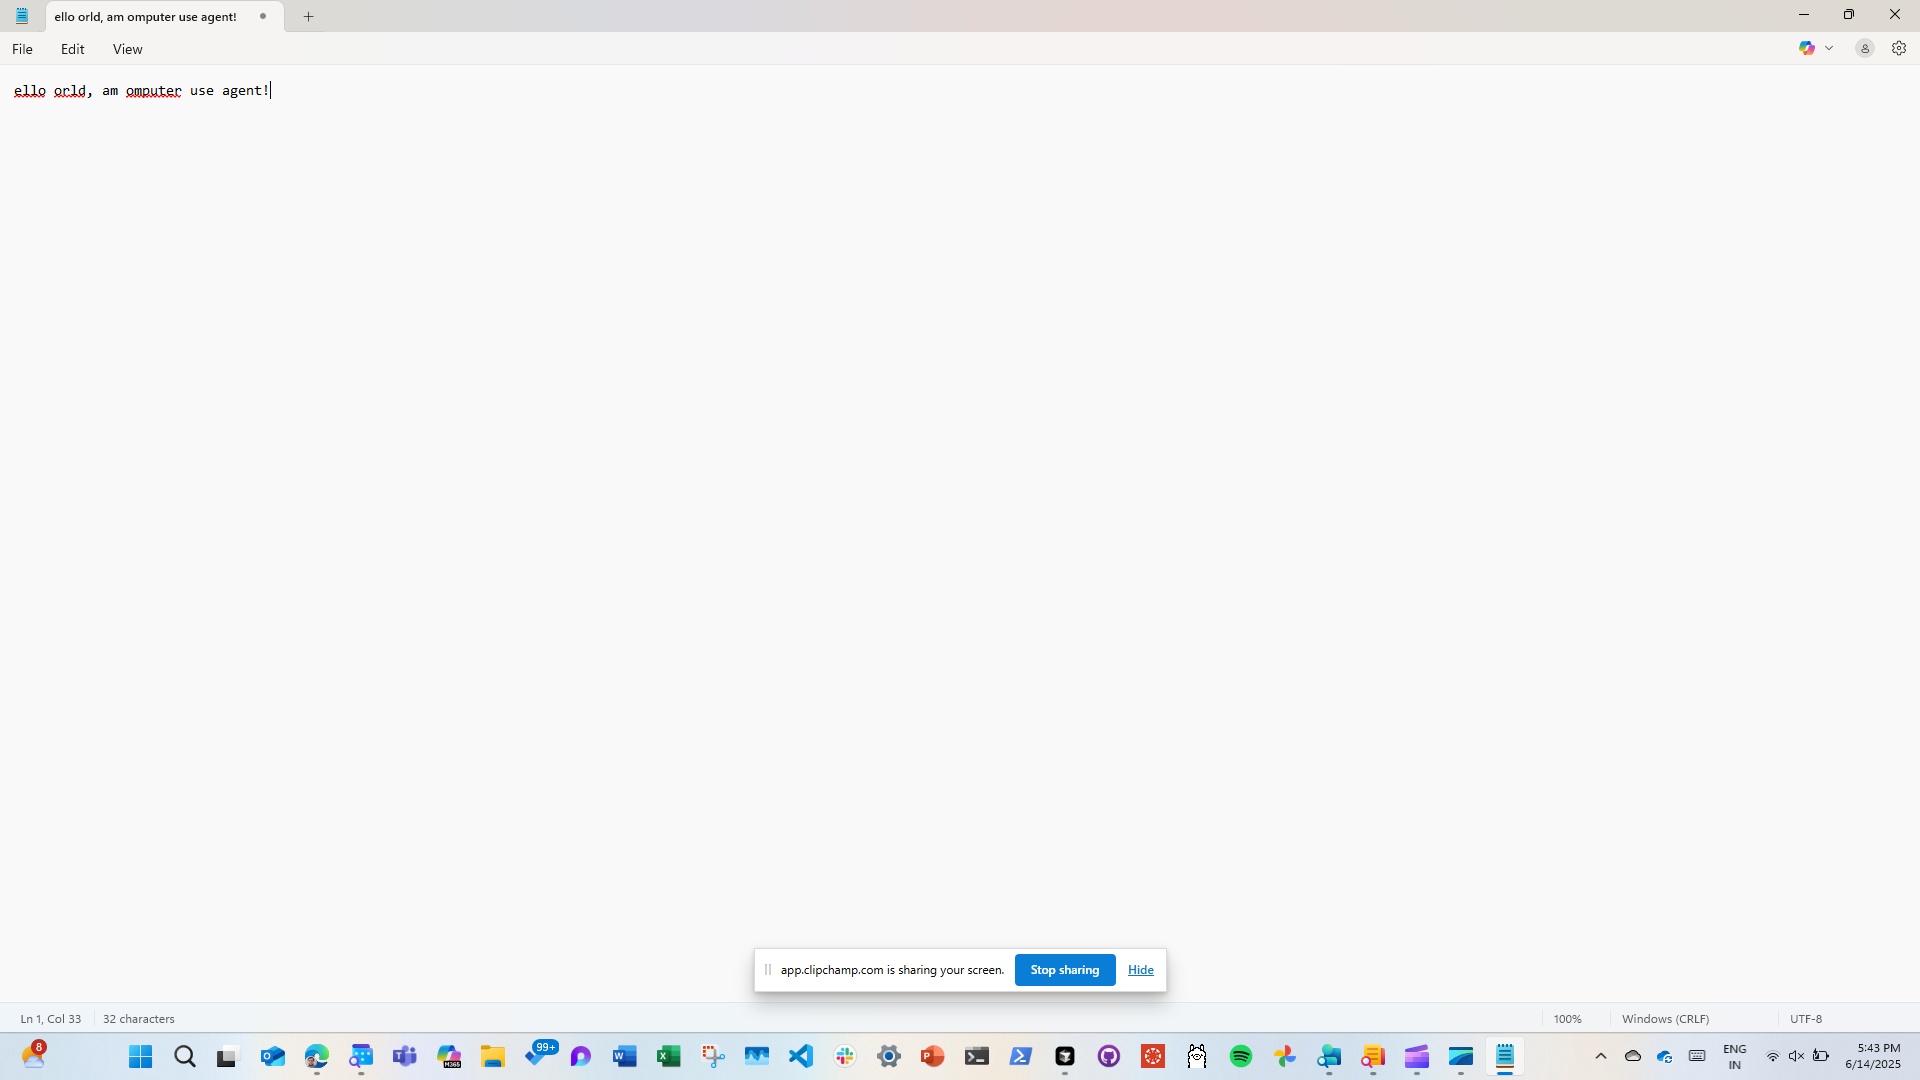 ello orld, am omputer use agent!
File Edit View
ello orld, am omputer use agent!
app.clipchamp.com is sharing your screen. Stop sharing Hide
Ln 1, Col 33 32 characters 100% Windows (CRLF) UTF-8
8 99+ M365 ENG 5:43 PM
IN 6/14/2025